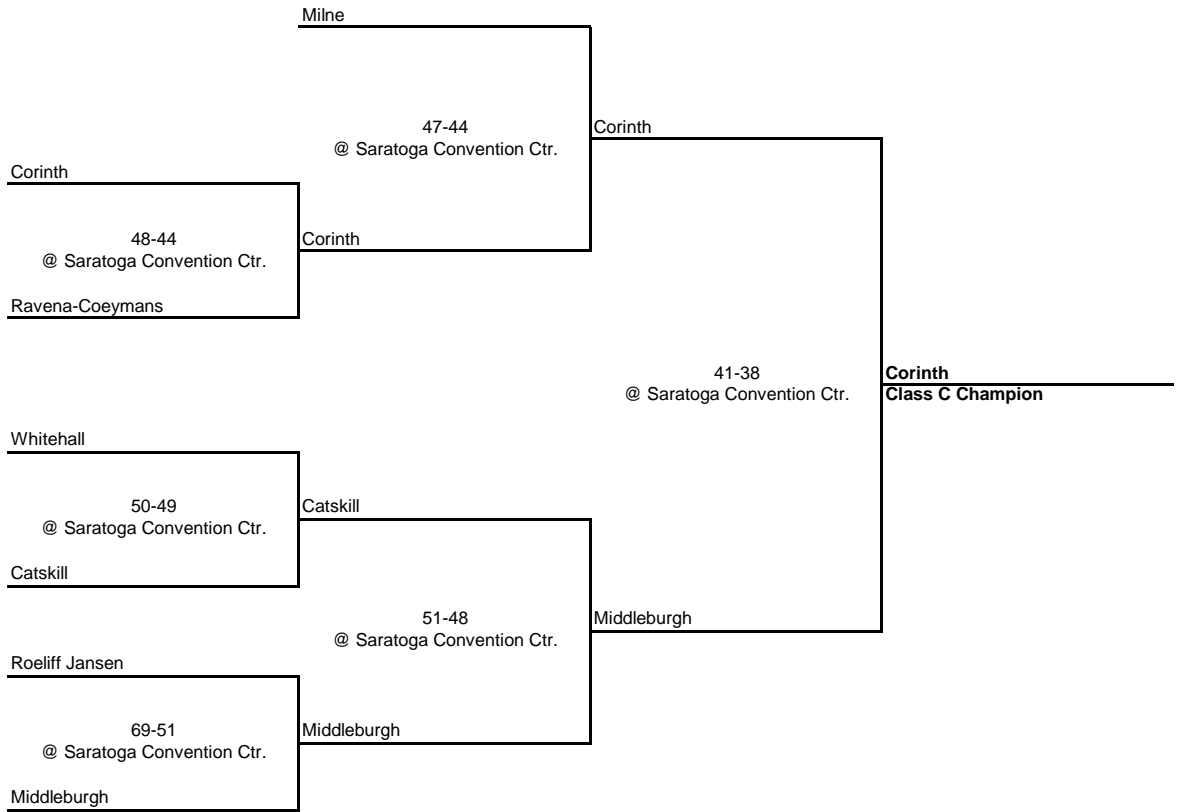 Milne
47-44
@ Saratoga Convention Ctr.
Corinth
Corinth
48-44
@ Saratoga Convention Ctr.
Corinth
Ravena-Coeymans
41-38
@ Saratoga Convention Ctr.
Corinth
Class C Champion
Whitehall
50-49
@ Saratoga Convention Ctr.
Catskill
Catskill
51-48
@ Saratoga Convention Ctr.
Middleburgh
Roeliff Jansen
69-51
@ Saratoga Convention Ctr.
Middleburgh
Middleburgh